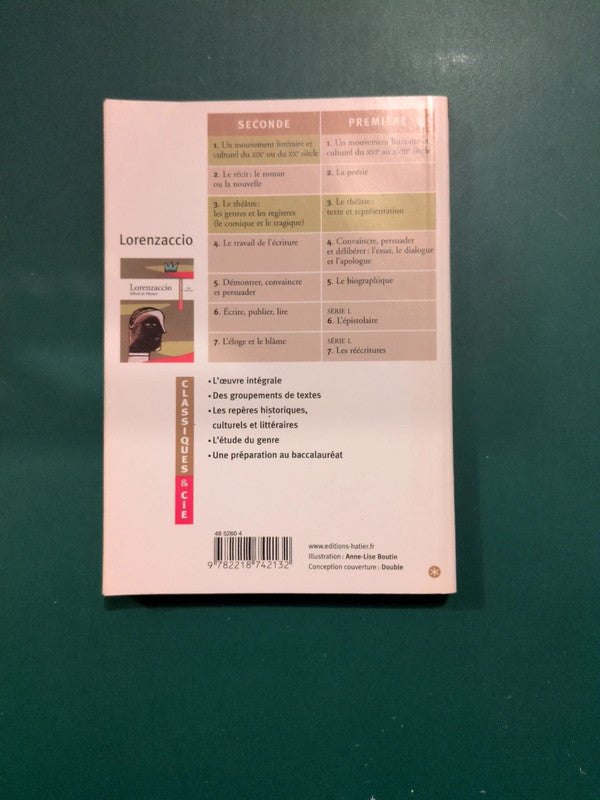 SECONDE
PREMIÈRE
1. Un mouvement littéraire et
culturel du XIXe ou du XXe siècle
1. Un mouvement littéraire et
culturel du XVIe au XVIIIe siècle
2. Le récit : le roman
ou la nouvelle
2. La poésie
3. Le théâtre :
les genres et les registres
(le comique et le tragique)
3. Le théâtre :
texte et représentation
4. Le travail de l'écriture
4. Convaincre, persuader
et délibérer : l'essai, le dialogue
et l'apologue
5. Démontrer, convaincre
et persuader
5. Le biographique
6. Écrire, publier, lire
SÉRIE L
6. L'épistolaire
7. L'éloge et le blâme
SÉRIE L
7. Les réécritures
Lorenzaccio
Lorenzaccio
Alfred de Musset
CLASSIQUES & CIE
• L'œuvre intégrale
• Des groupements de textes
• Les repères historiques,
culturels et littéraires
• L'étude du genre
• Une préparation au baccalauréat
48 5260 4
9 782218 742132
www.editions-hatier.fr
Illustration : Anne-Lise Boutin
Conception couverture : Double